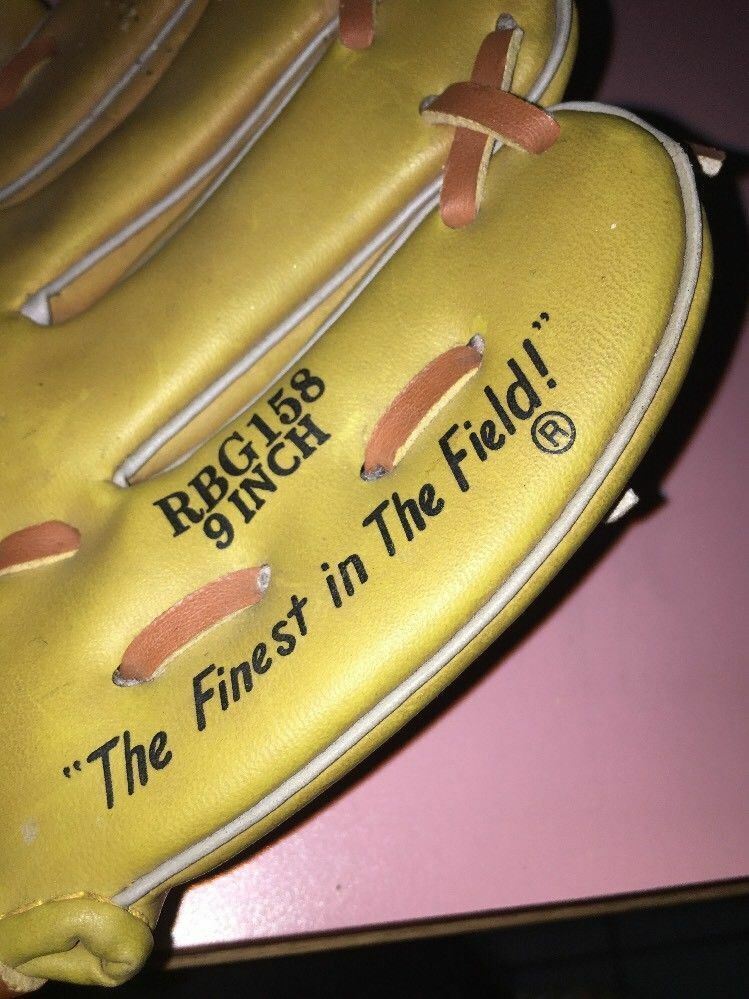 RBG158
9 INCH
"The Finest in The Field!"®